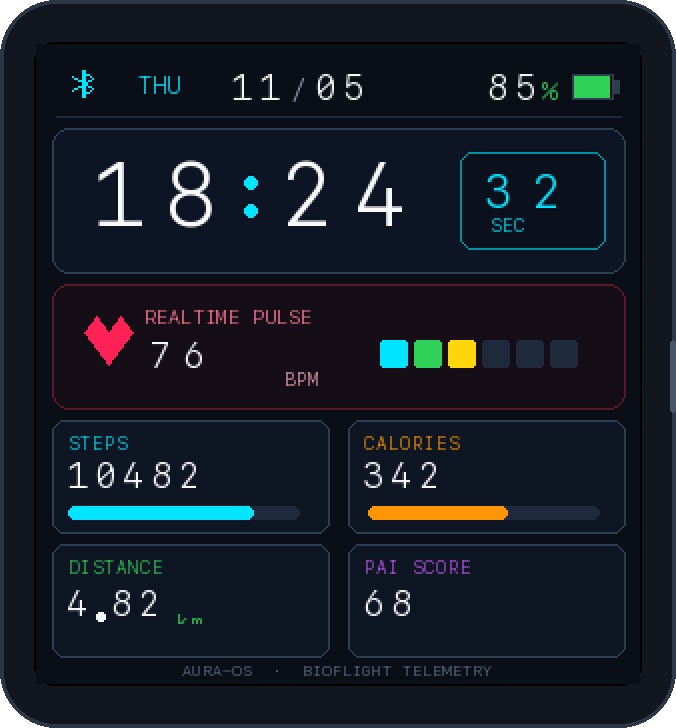 THU 11/05 85%
18:24 32
SEC
REALTIME PULSE
76
BPM
STEPS
10482
CALORIES
342
DISTANCE
4.82 km
PAI SCORE
68
AURA-OS · BIOFLIGHT TELEMETRY